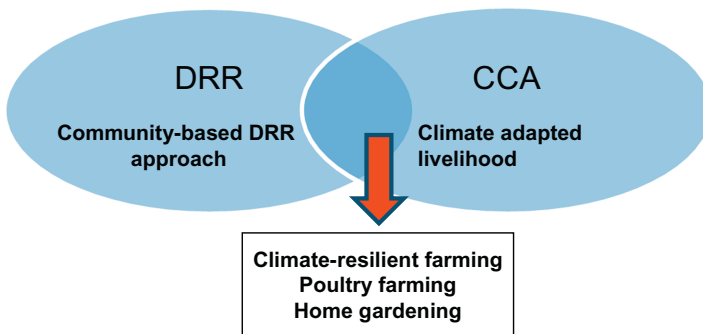 DRR
Community-based DRR
approach
CCA
Climate adapted
livelihood
Climate-resilient farming
Poultry farming
Home gardening